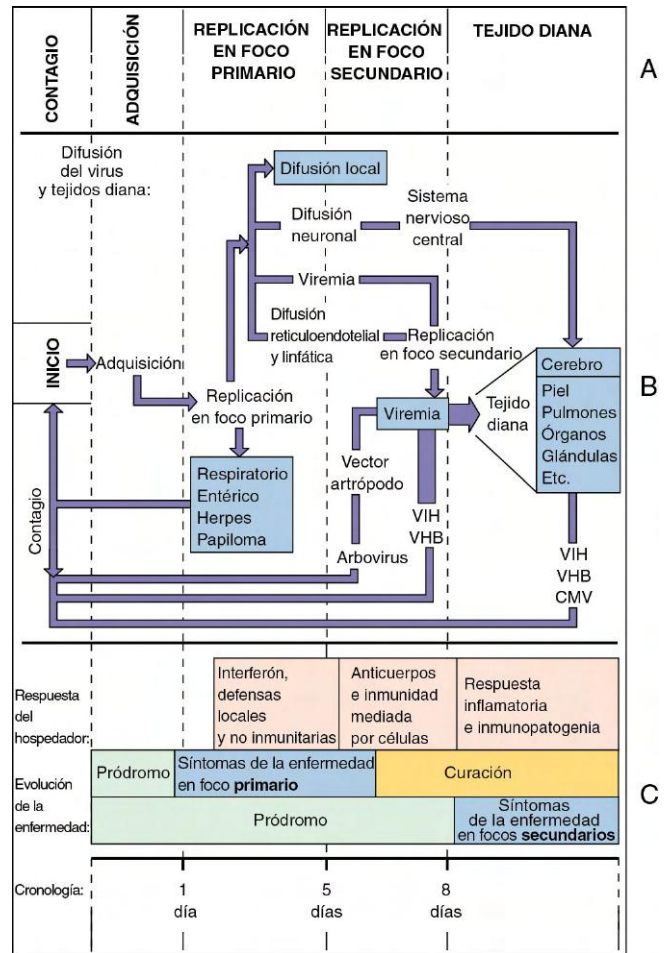 CONTAGIO
ADQUISICIÓN
REPLICACIÓN
EN FOCO
PRIMARIO
REPLICACIÓN
EN FOCO
SECUNDARIO
TEJIDO DIANA
A
Difusión
del virus
y tejidos diana:
Difusión local
Difusión
neuronal
Sistema
nervioso
central
Viremia
Difusión
reticuloendotelial
y linfática
Replicación
en foco secundario
INICIO
Adquisición
Replicación
en foco primario
Viremia
Tejido
diana
Cerebro
Piel
Pulmones
Órganos
Glándulas
Etc.
B
Respiratorio
Entérico
Herpes
Papiloma
Vector
artrópodo
Arbovirus
VIH
VHB
VIH
VHB
CMV
Contagio
Respuesta
del
hospedador:
Interferón,
defensas
locales
y no inmunitarias
Anticuerpos
e inmunidad
mediada
por células
Respuesta
inflamatoria
e inmunopatogenia
Evolución
de la
enfermedad:
Pródromo
Síntomas de la enfermedad
en foco primario
Curación
Pródromo
Síntomas
de la enfermedad
en focos secundarios
C
Cronología:
1
día
5
días
8
días